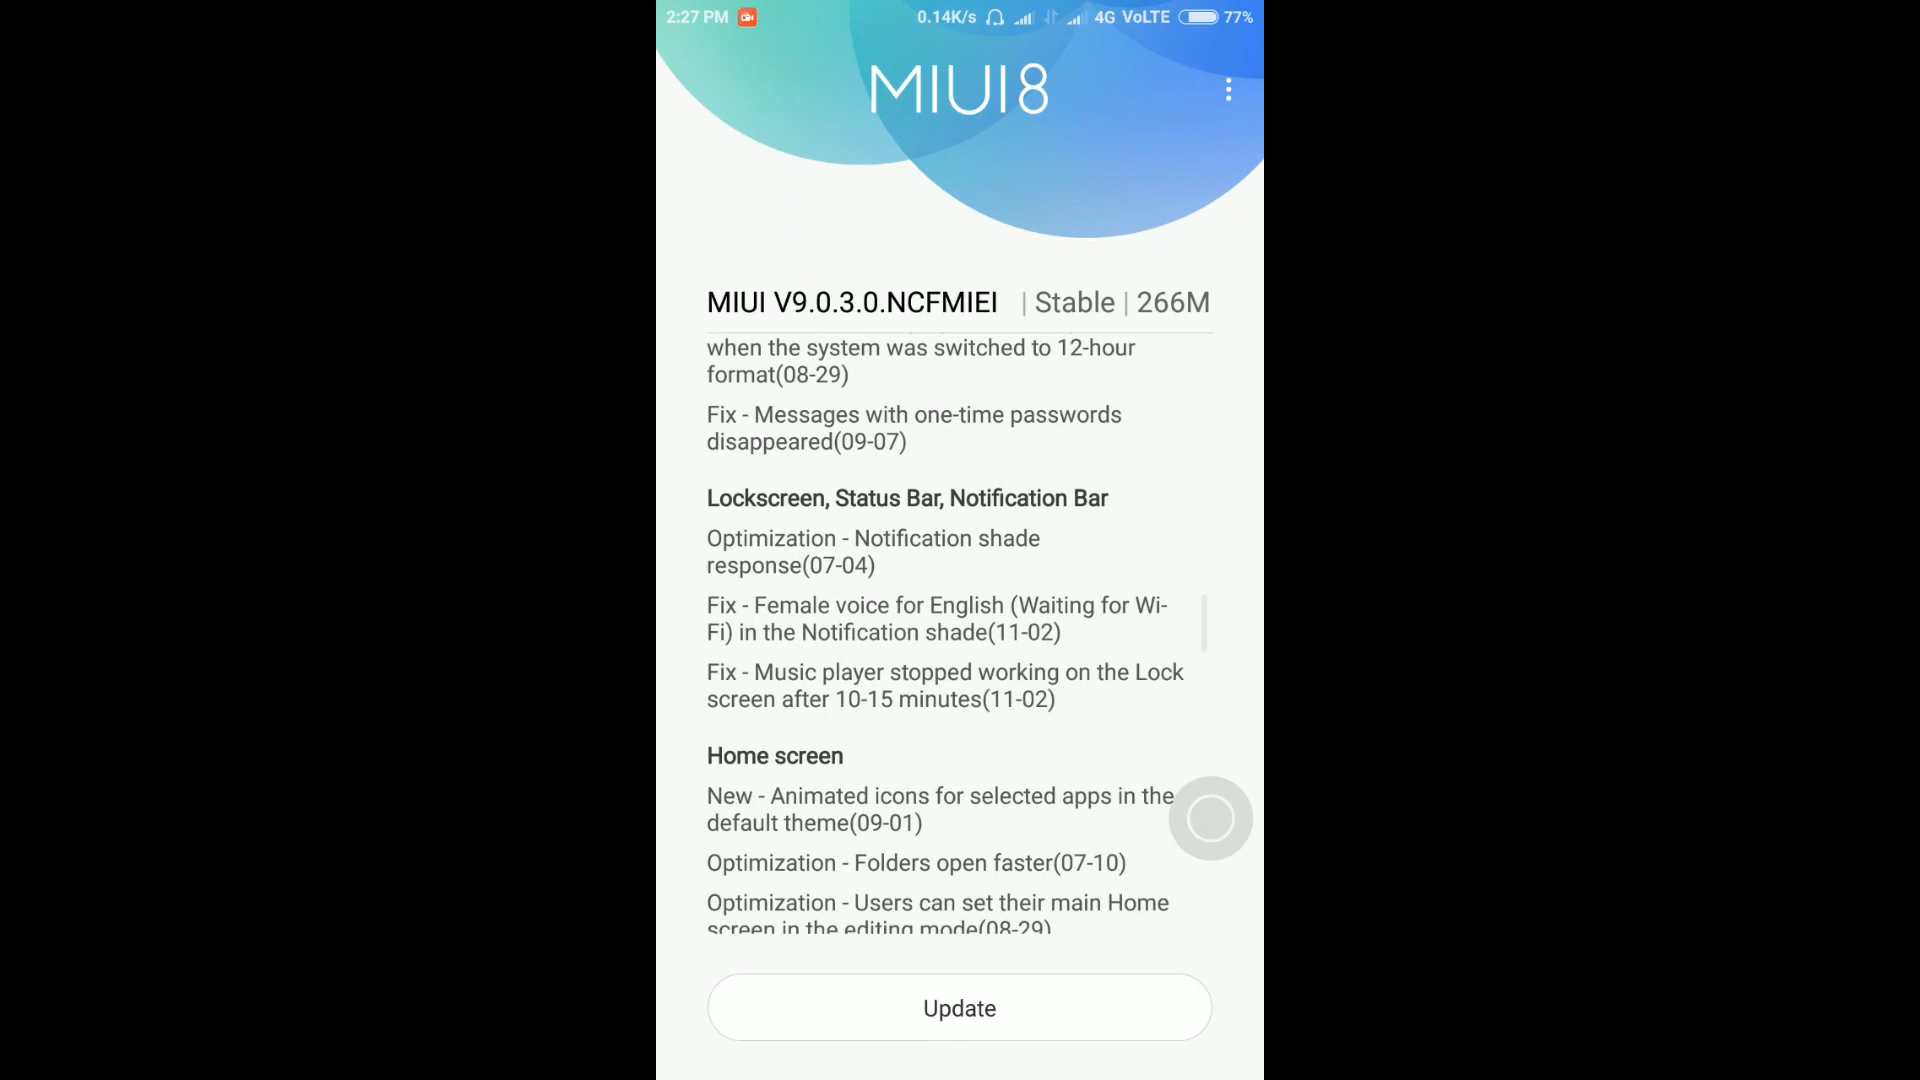 2:27 PM 0.14K/s 4G VoLTE 77%
MIUI 8
MIUI V9.0.3.0.NCFMIEI | Stable | 266M
when the system was switched to 12-hour
format(08-29)
Fix - Messages with one-time passwords
disappeared(09-07)
Lockscreen, Status Bar, Notification Bar
Optimization - Notification shade
response(07-04)
Fix - Female voice for English (Waiting for Wi-
Fi) in the Notification shade(11-02)
Fix - Music player stopped working on the Lock
screen after 10-15 minutes(11-02)
Home screen
New - Animated icons for selected apps in the
default theme(09-01)
Optimization - Folders open faster(07-10)
Optimization - Users can set their main Home
screen in the editing mode(08-29)
Update